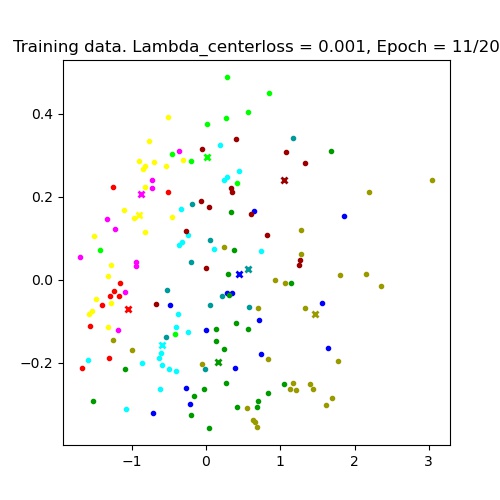 Training data. Lambda_centerloss = 0.001, Epoch = 11/20
0.4
0.2
0.0
−0.2
−1 0 1 2 3